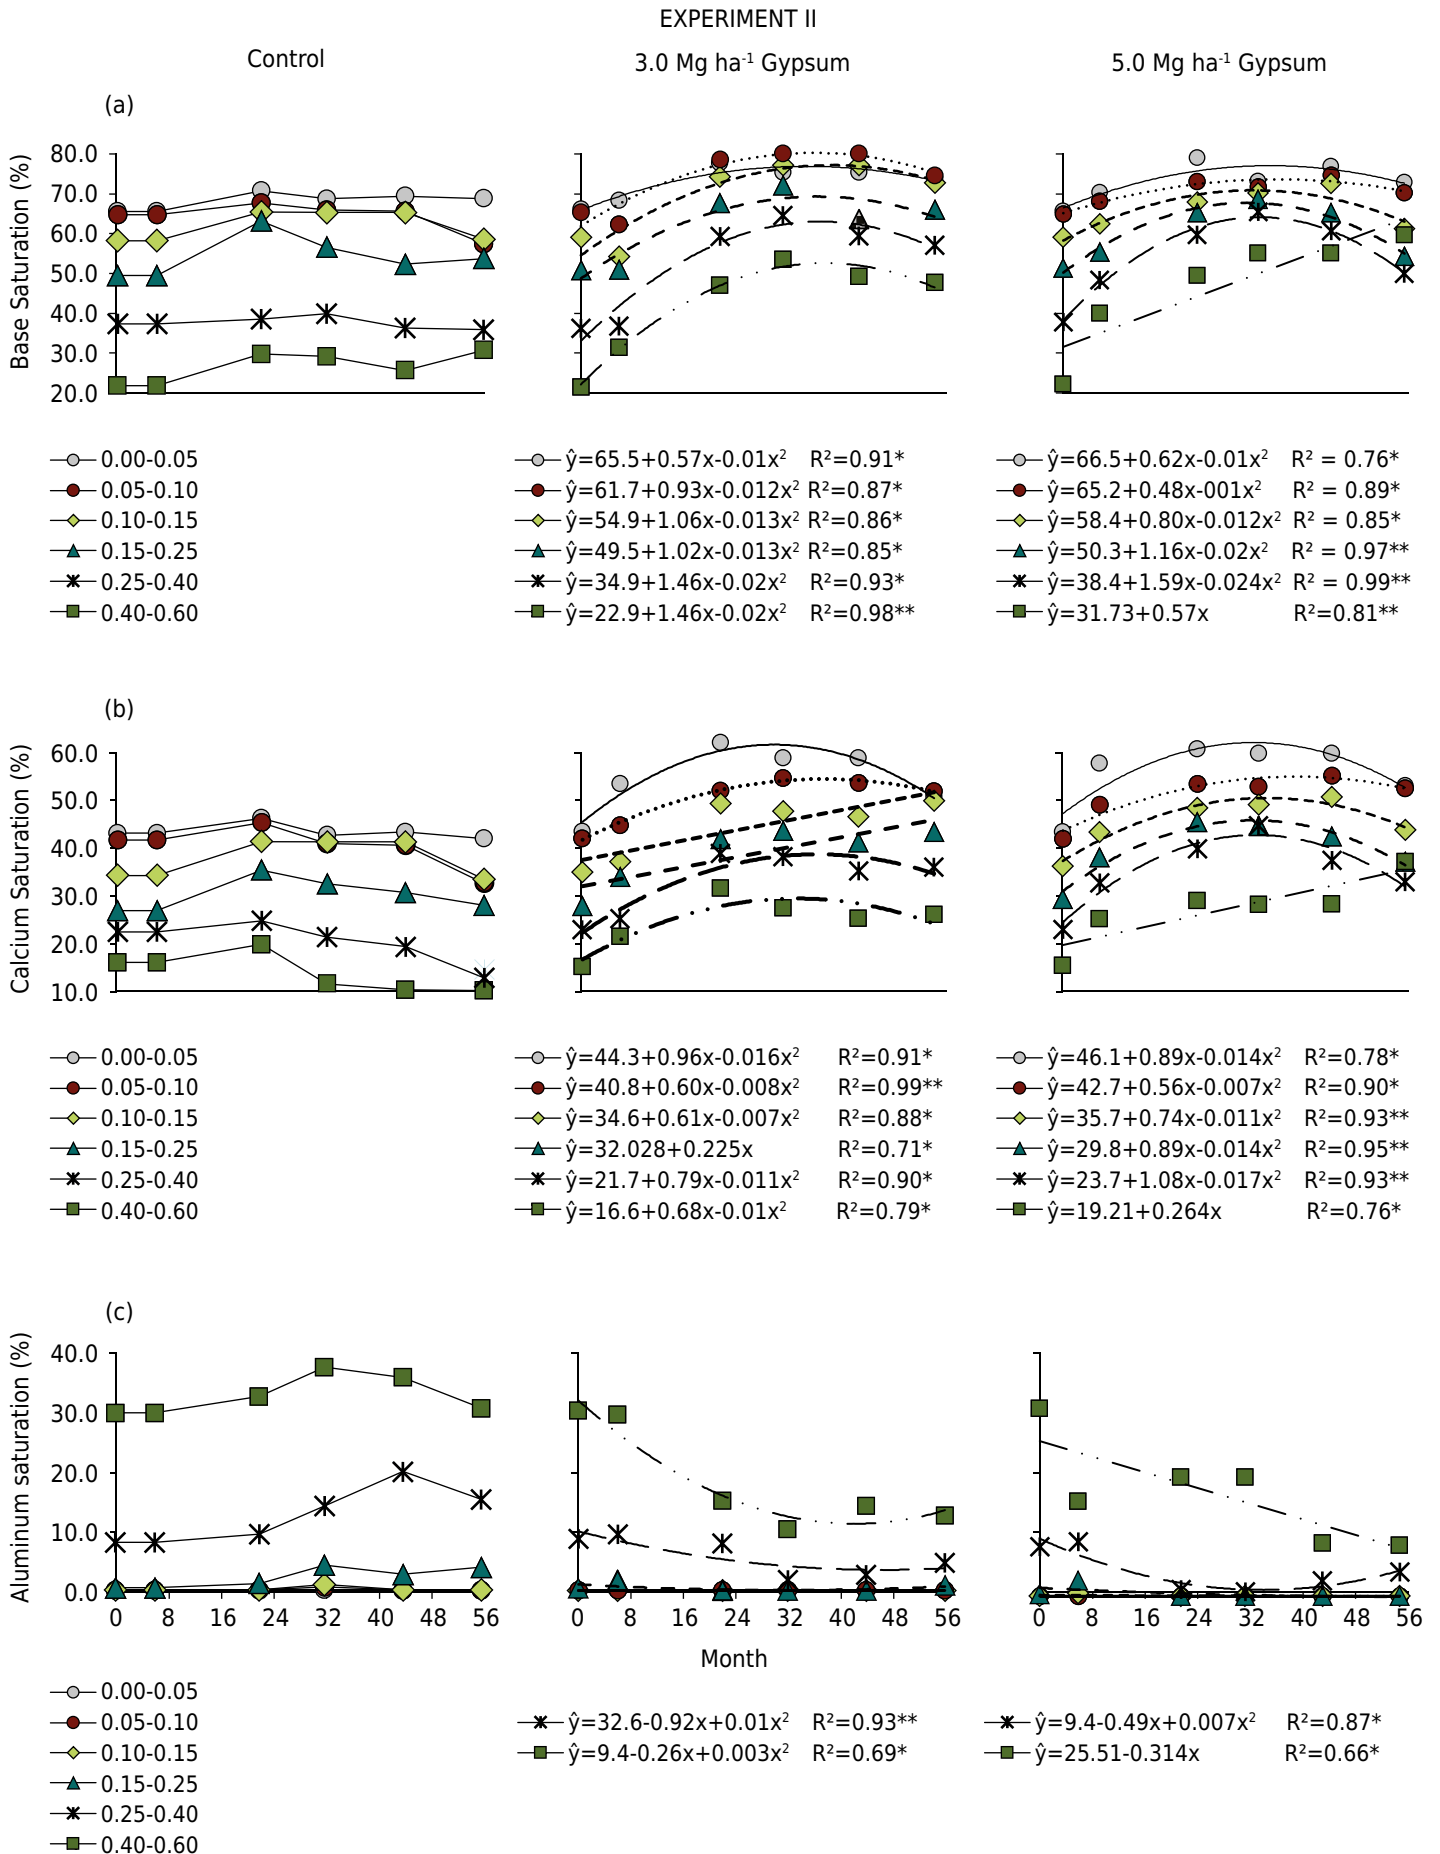 EXPERIMENT II
Control
3.0 Mg ha⁻¹ Gypsum
5.0 Mg ha⁻¹ Gypsum
(a)
Base Saturation (%)
80.0
70.0
60.0
50.0
40.0
30.0
20.0
0.00-0.05
0.05-0.10
0.10-0.15
0.15-0.25
0.25-0.40
0.40-0.60
ŷ=65.5+0.57x-0.01x² R²=0.91*
ŷ=61.7+0.93x-0.012x² R²=0.87*
ŷ=54.9+1.06x-0.013x² R²=0.86*
ŷ=49.5+1.02x-0.013x² R²=0.85*
ŷ=34.9+1.46x-0.02x² R²=0.93*
ŷ=22.9+1.46x-0.02x² R²=0.98**
ŷ=66.5+0.62x-0.01x² R² = 0.76*
ŷ=65.2+0.48x-001x² R² = 0.89*
ŷ=58.4+0.80x-0.012x² R² = 0.85*
ŷ=50.3+1.16x-0.02x² R² = 0.97**
ŷ=38.4+1.59x-0.024x² R² = 0.99**
ŷ=31.73+0.57x R²=0.81**
(b)
Calcium Saturation (%)
60.0
50.0
40.0
30.0
20.0
10.0
0.00-0.05
0.05-0.10
0.10-0.15
0.15-0.25
0.25-0.40
0.40-0.60
ŷ=44.3+0.96x-0.016x² R²=0.91*
ŷ=40.8+0.60x-0.008x² R²=0.99**
ŷ=34.6+0.61x-0.007x² R²=0.88*
ŷ=32.028+0.225x R²=0.71*
ŷ=21.7+0.79x-0.011x² R²=0.90*
ŷ=16.6+0.68x-0.01x² R²=0.79*
ŷ=46.1+0.89x-0.014x² R²=0.78*
ŷ=42.7+0.56x-0.007x² R²=0.90*
ŷ=35.7+0.74x-0.011x² R²=0.93**
ŷ=29.8+0.89x-0.014x² R²=0.95**
ŷ=23.7+1.08x-0.017x² R²=0.93**
ŷ=19.21+0.264x R²=0.76*
(c)
Aluminum saturation (%)
40.0
30.0
20.0
10.0
0.0
0 8 16 24 32 40 48 56
0 8 16 24 32 40 48 56
0 8 16 24 32 40 48 56
Month
0.00-0.05
0.05-0.10
0.10-0.15
0.15-0.25
0.25-0.40
0.40-0.60
ŷ=32.6-0.92x+0.01x² R²=0.93**
ŷ=9.4-0.26x+0.003x² R²=0.69*
ŷ=9.4-0.49x+0.007x² R²=0.87*
ŷ=25.51-0.314x R²=0.66*